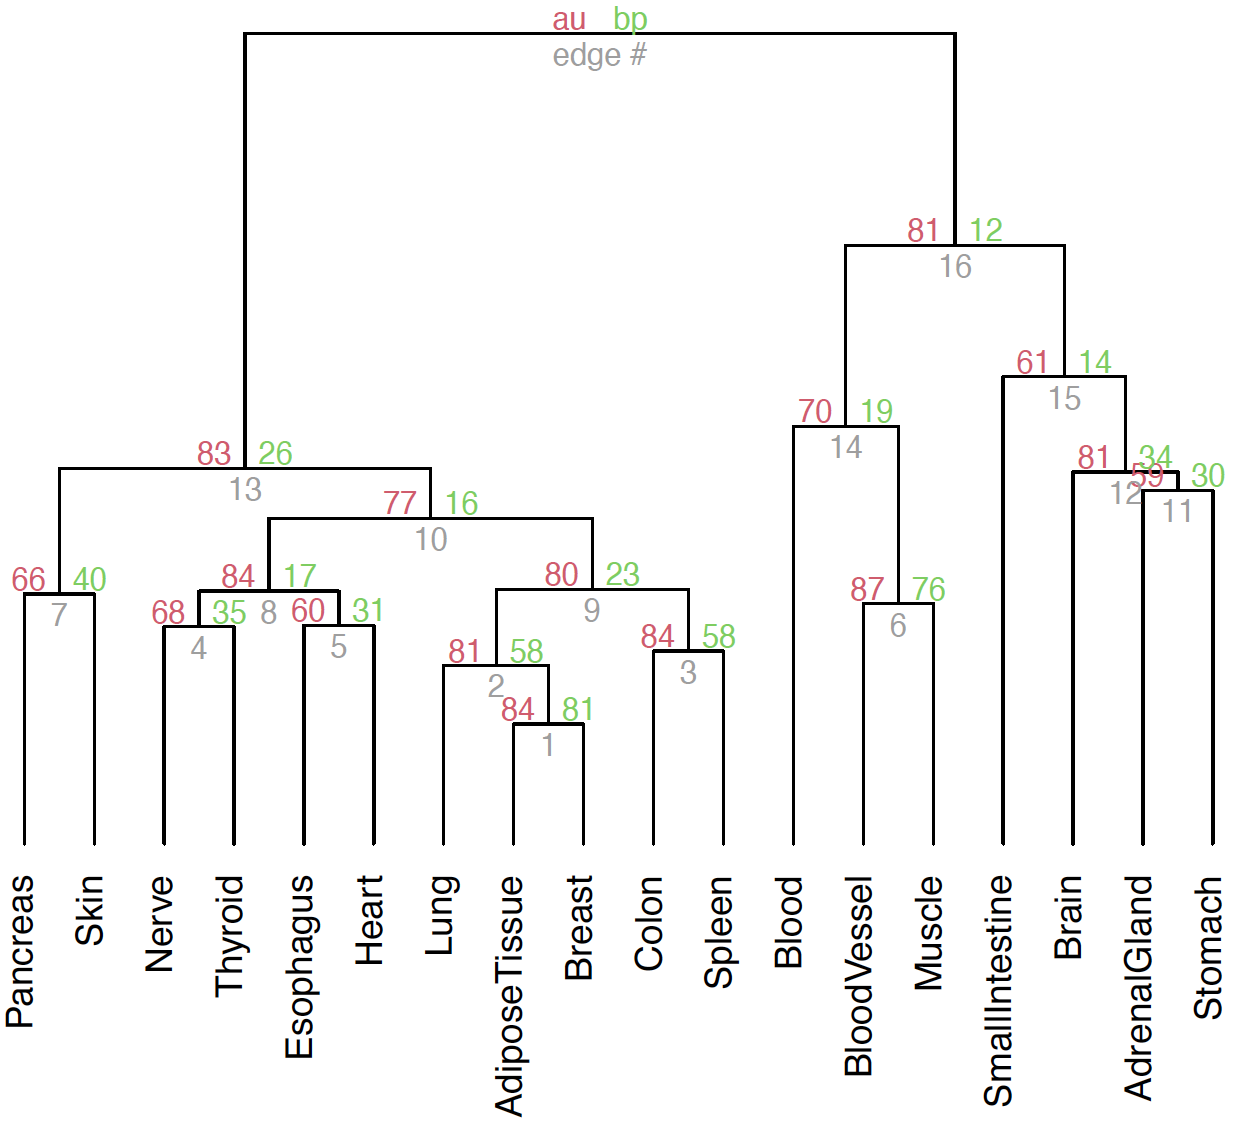 au bp
edge #
81 12
16
61 14
15
70 19
14
83 26
13
81 34
12
59 30
11
77 16
10
66 40
7
84 17
8
80 23
9
87 76
6
68 35
4
60 31
5
84 58
3
81 58
2
84 81
1
Pancreas
Skin
Nerve
Thyroid
Esophagus
Heart
Lung
AdiposeTissue
Breast
Colon
Spleen
Blood
BloodVessel
Muscle
SmallIntestine
Brain
AdrenalGland
Stomach